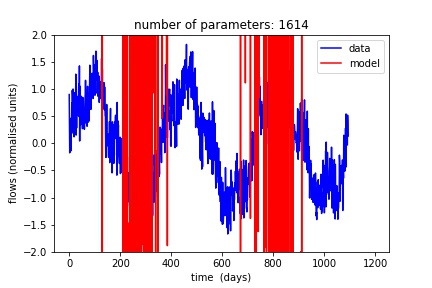 number of parameters: 1614
data
model
2.0
1.5
1.0
0.5
0.0
−0.5
−1.0
−1.5
−2.0
flows (normalised units)
0 200 400 600 800 1000 1200
time (days)